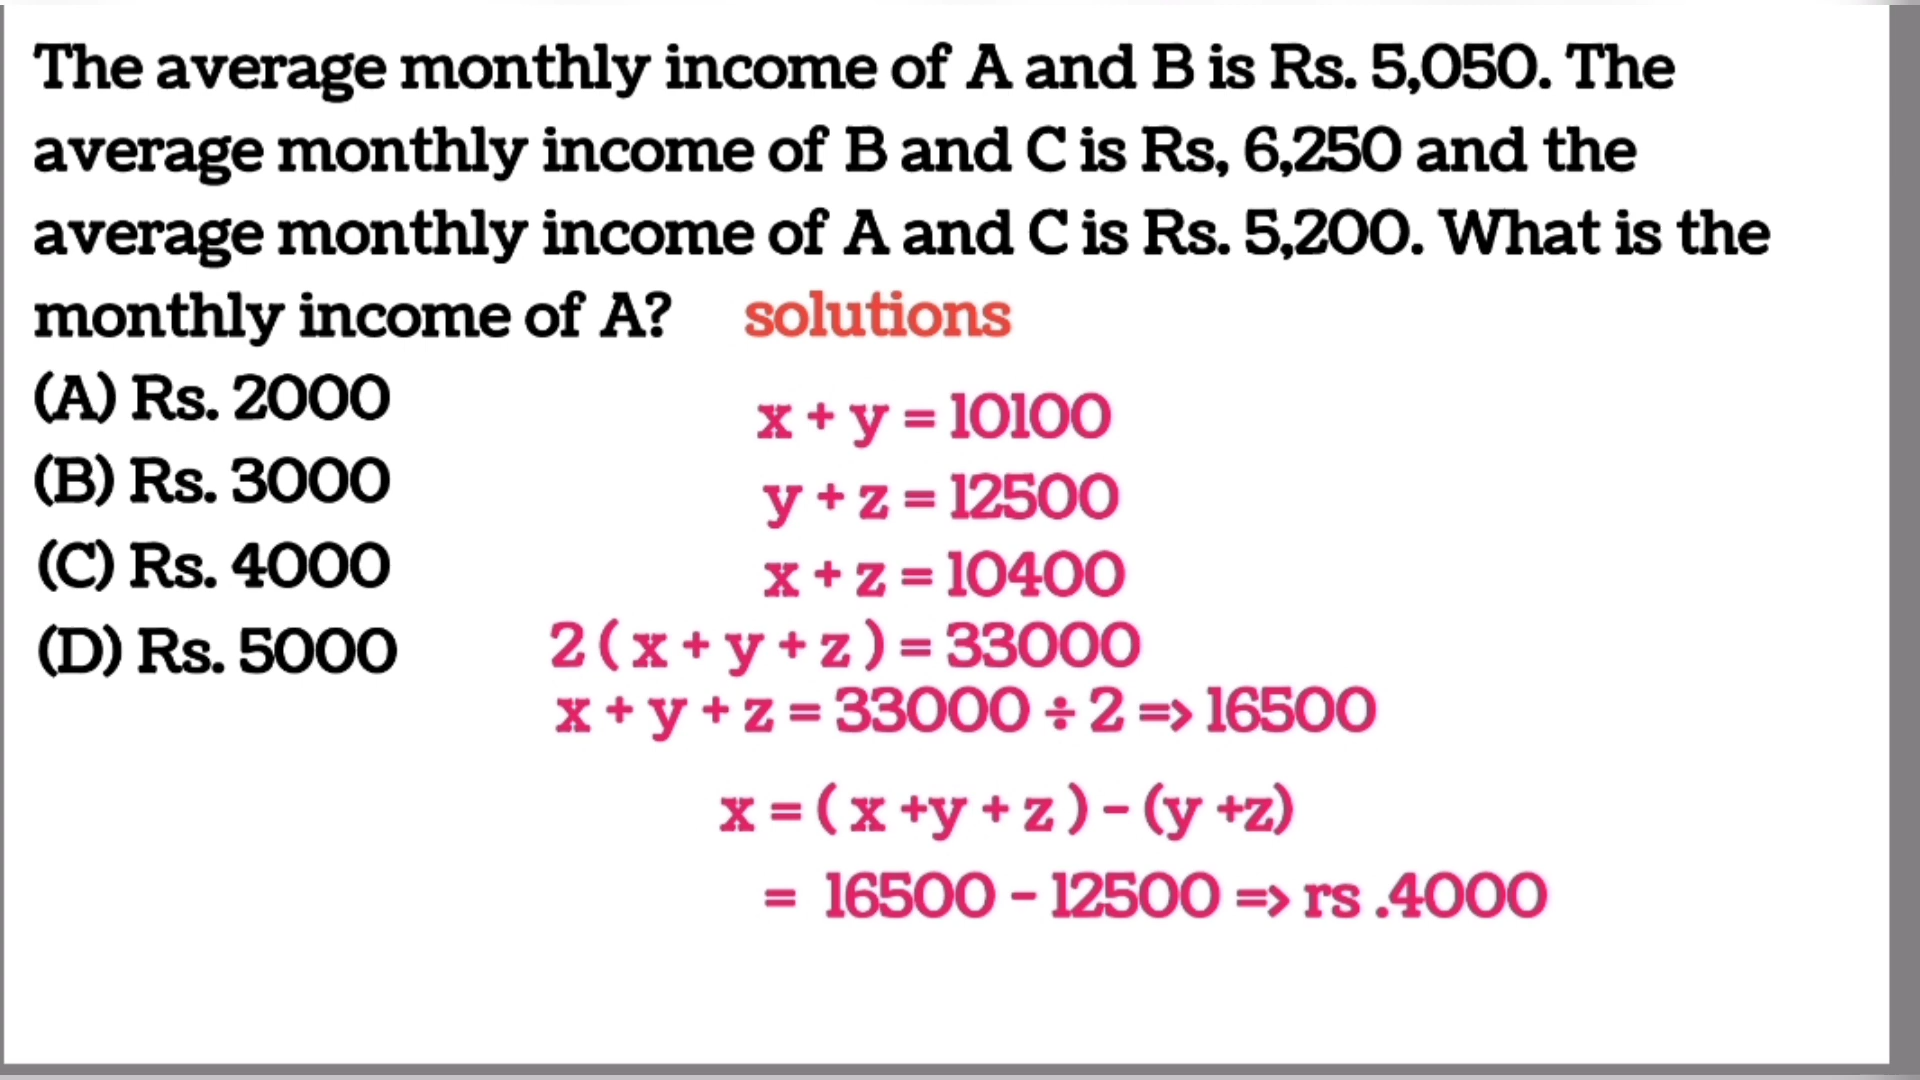 The average monthly income of A and B is Rs. 5,050. The
average monthly income of B and C is Rs, 6,250 and the
average monthly income of A and C is Rs. 5,200. What is the
monthly income of A? solutions
(A) Rs. 2000
(B) Rs. 3000
(C) Rs. 4000
(D) Rs. 5000
x + y = 10100
y + z = 12500
x + z = 10400
2 ( x + y + z ) = 33000
x + y + z = 33000 ÷ 2 => 16500
x = ( x +y + z ) - (y +z)
= 16500 - 12500 => rs .4000